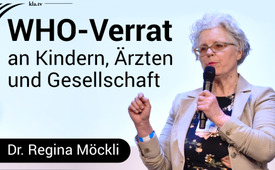 kla.tv
WHO-Verrat
an Kindern, Ärzten
und Gesellschaft
Dr. Regina Möckli